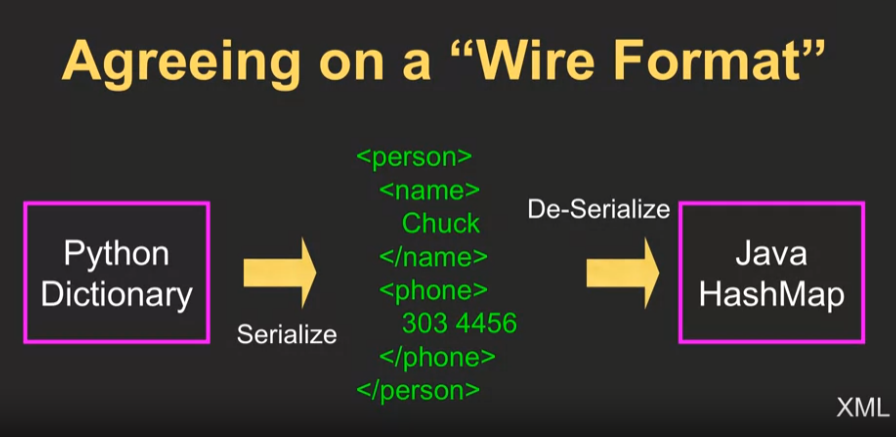 Agreeing on a “Wire Format”
Python
Dictionary
Serialize
<person>
<name>
Chuck
</name>
<phone>
303 4456
</phone>
</person>
De-Serialize
Java
HashMap
XML